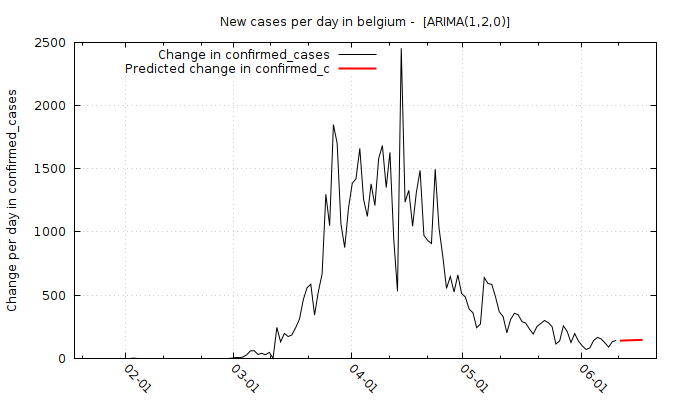 New cases per day in belgium -  [ARIMA(1,2,0)]
Change in confirmed_cases
Predicted change in confirmed_c
Change per day in confirmed_cases
2500
2000
1500
1000
500
0
02-01
03-01
04-01
05-01
06-01